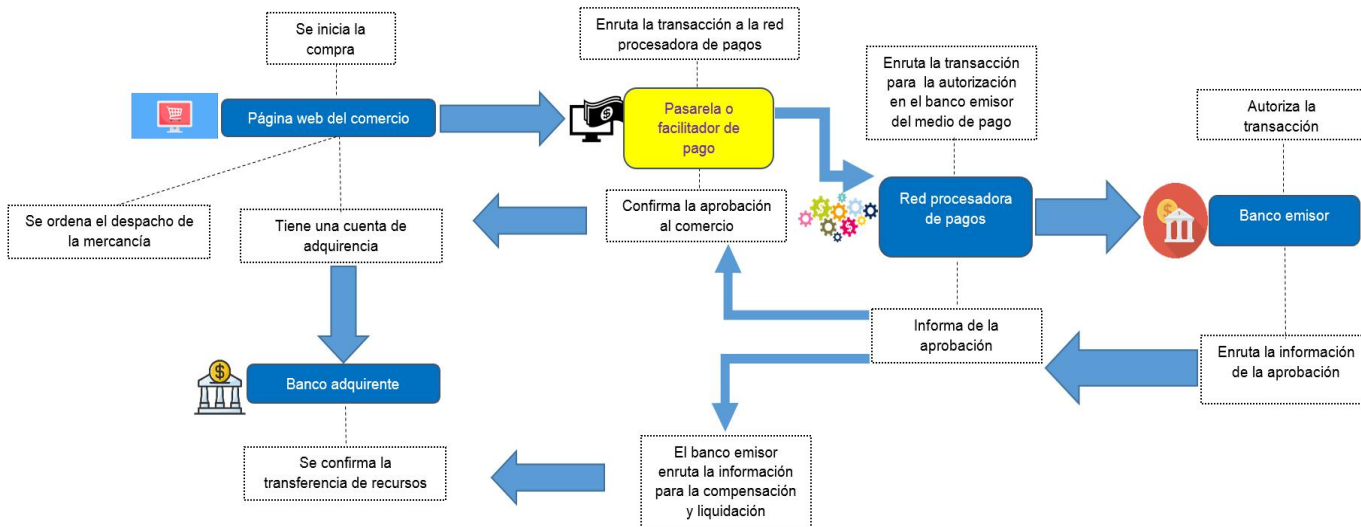 Se inicia la
compra
Enruta la transacción a la red
procesadora de pagos
Enruta la transacción
para la autorización
en el banco emisor
del medio de pago
Autoriza la
transacción
Página web del comercio
Pasarela o
facilitador de
pago
Red procesadora
de pagos
Banco emisor
Se ordena el despacho de
la mercancía
Tiene una cuenta de
adquirencia
Confirma la aprobación
al comercio
Informa de la
aprobación
Enruta la información
de la aprobación
Banco adquirente
Se confirma la
transferencia de recursos
El banco emisor
enruta la información
para la compensación
y liquidación